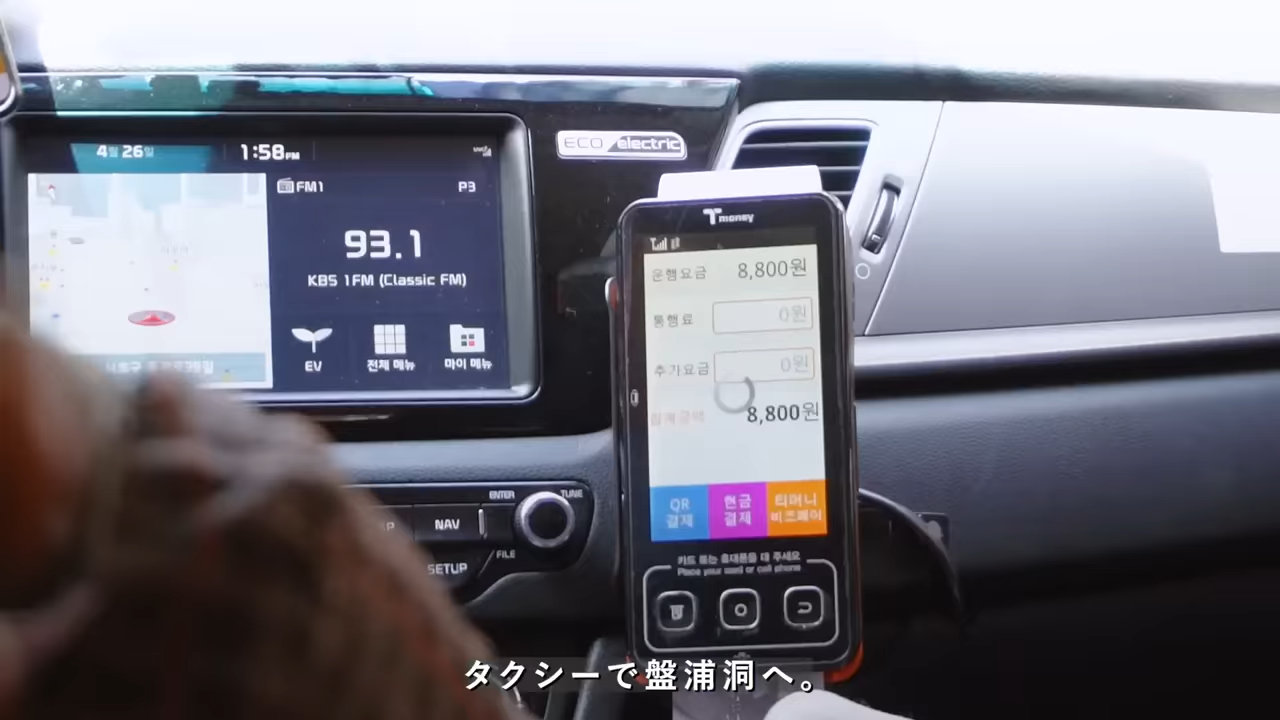 4월 26일
1:58PM
FM1
P3
93.1
KBS 1FM (Classic FM)
EV
전체 메뉴
마이 메뉴
ECO electric
Tmoney
운행요금 8,800원
통행료 0원
추가요금 0원
8,800원
QR 결제
현금 결제
티머니 비즈페이
카드 또는 휴대폰을 대 주세요
Place your card or cell phone
ENTER
TUNE
NAV
FILE
SETUP
タクシーで盤浦洞へ。